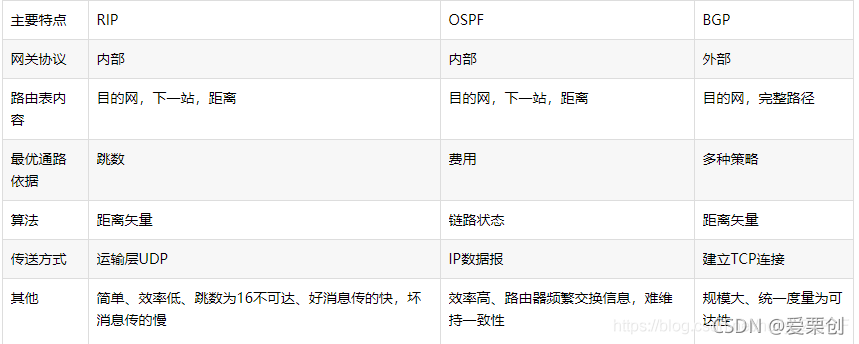 主要特点 RIP OSPF BGP
网关协议 内部 内部 外部
路由表内容 目的网，下一站，距离 目的网，下一站，距离 目的网，完整路径
最优通路依据 跳数 费用 多种策略
算法 距离矢量 链路状态 距离矢量
传送方式 运输层UDP IP数据报 建立TCP连接
其他 简单、效率低、跳数为16不可达、好消息传的快，坏消息传的慢 效率高、路由器频繁交换信息，难维持一致性 规模大、统一度量为可达性
https://blog.
CSDN @爱栗创